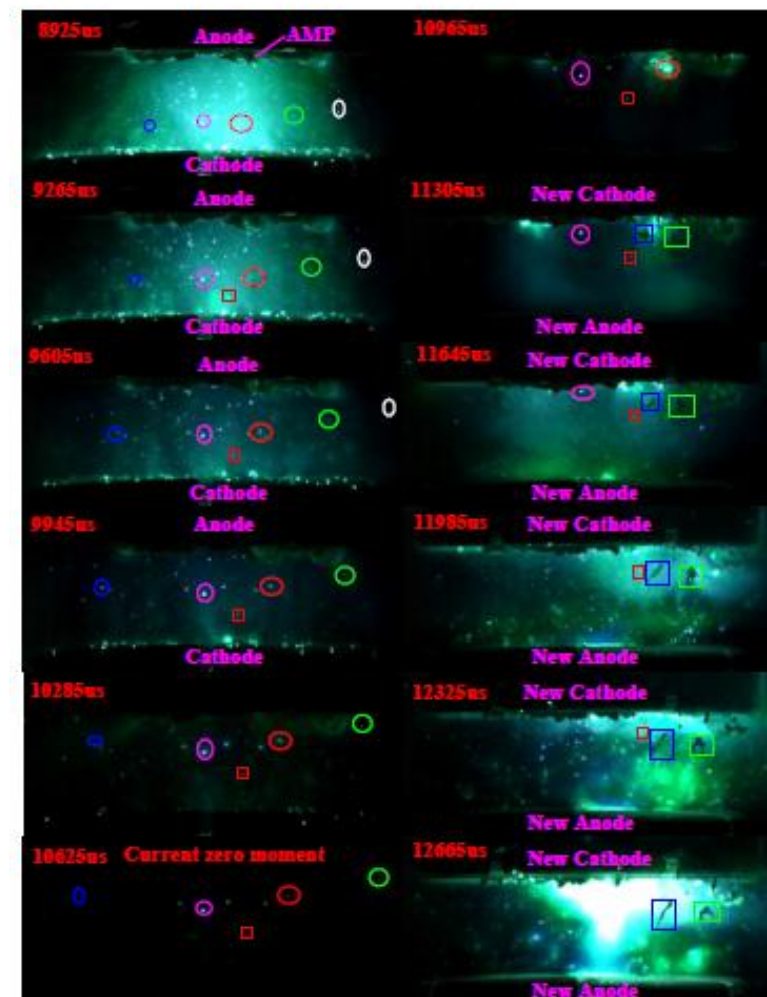 8925us
Anode
AMP
Cathode
9265us
Anode
Cathode
9605us
Anode
Cathode
9945us
Anode
Cathode
10285us
10625us
Current zero moment
10965us
11305us
New Cathode
New Anode
11645us
New Cathode
New Anode
11985us
New Cathode
New Anode
12325us
New Cathode
New Anode
12665us
New Cathode
New Anode